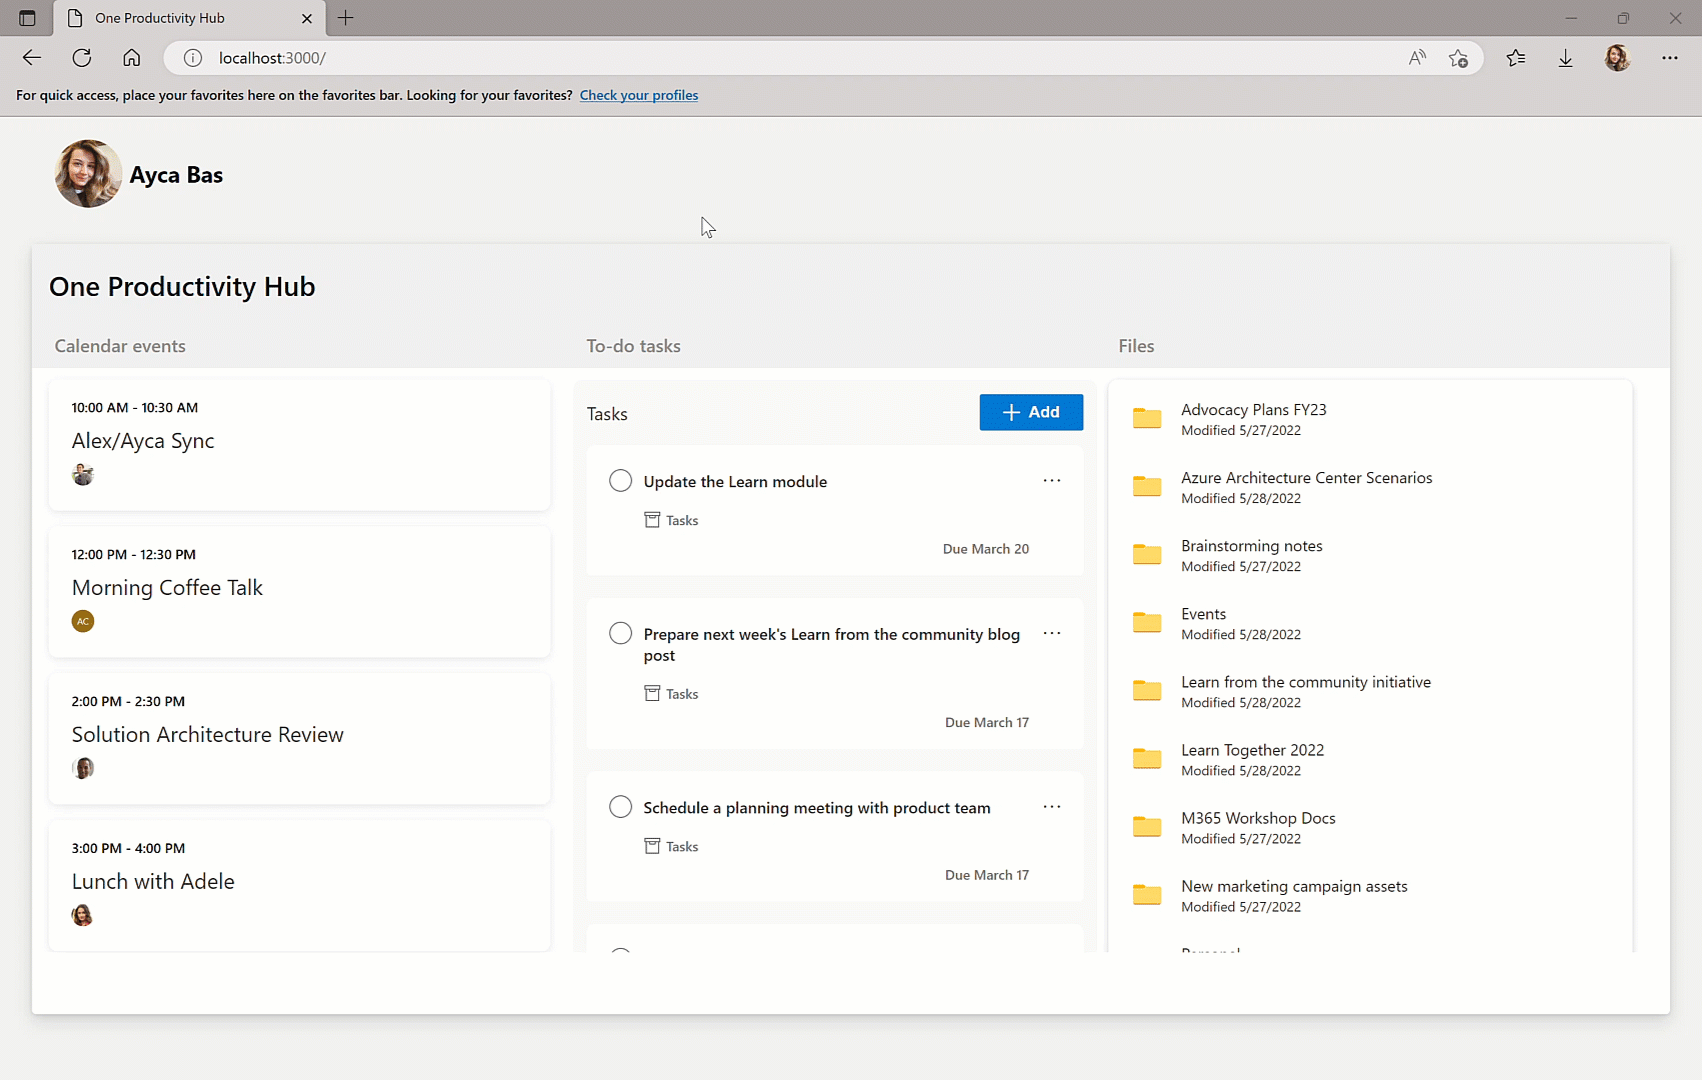 One Productivity Hub
localhost:3000/
For quick access, place your favorites here on the favorites bar. Looking for your favorites? Check your profiles
Ayca Bas
One Productivity Hub
Calendar events
10:00 AM - 10:30 AM
Alex/Ayca Sync
12:00 PM - 12:30 PM
Morning Coffee Talk
AC
2:00 PM - 2:30 PM
Solution Architecture Review
3:00 PM - 4:00 PM
Lunch with Adele
To-do tasks
Tasks
Add
Update the Learn module
Tasks
Due March 20
Prepare next week's Learn from the community blog
post
Tasks
Due March 17
Schedule a planning meeting with product team
Tasks
Due March 17
Files
Advocacy Plans FY23
Modified 5/27/2022
Azure Architecture Center Scenarios
Modified 5/28/2022
Brainstorming notes
Modified 5/27/2022
Events
Modified 5/28/2022
Learn from the community initiative
Modified 5/28/2022
Learn Together 2022
Modified 5/28/2022
M365 Workshop Docs
Modified 5/27/2022
New marketing campaign assets
Modified 5/27/2022